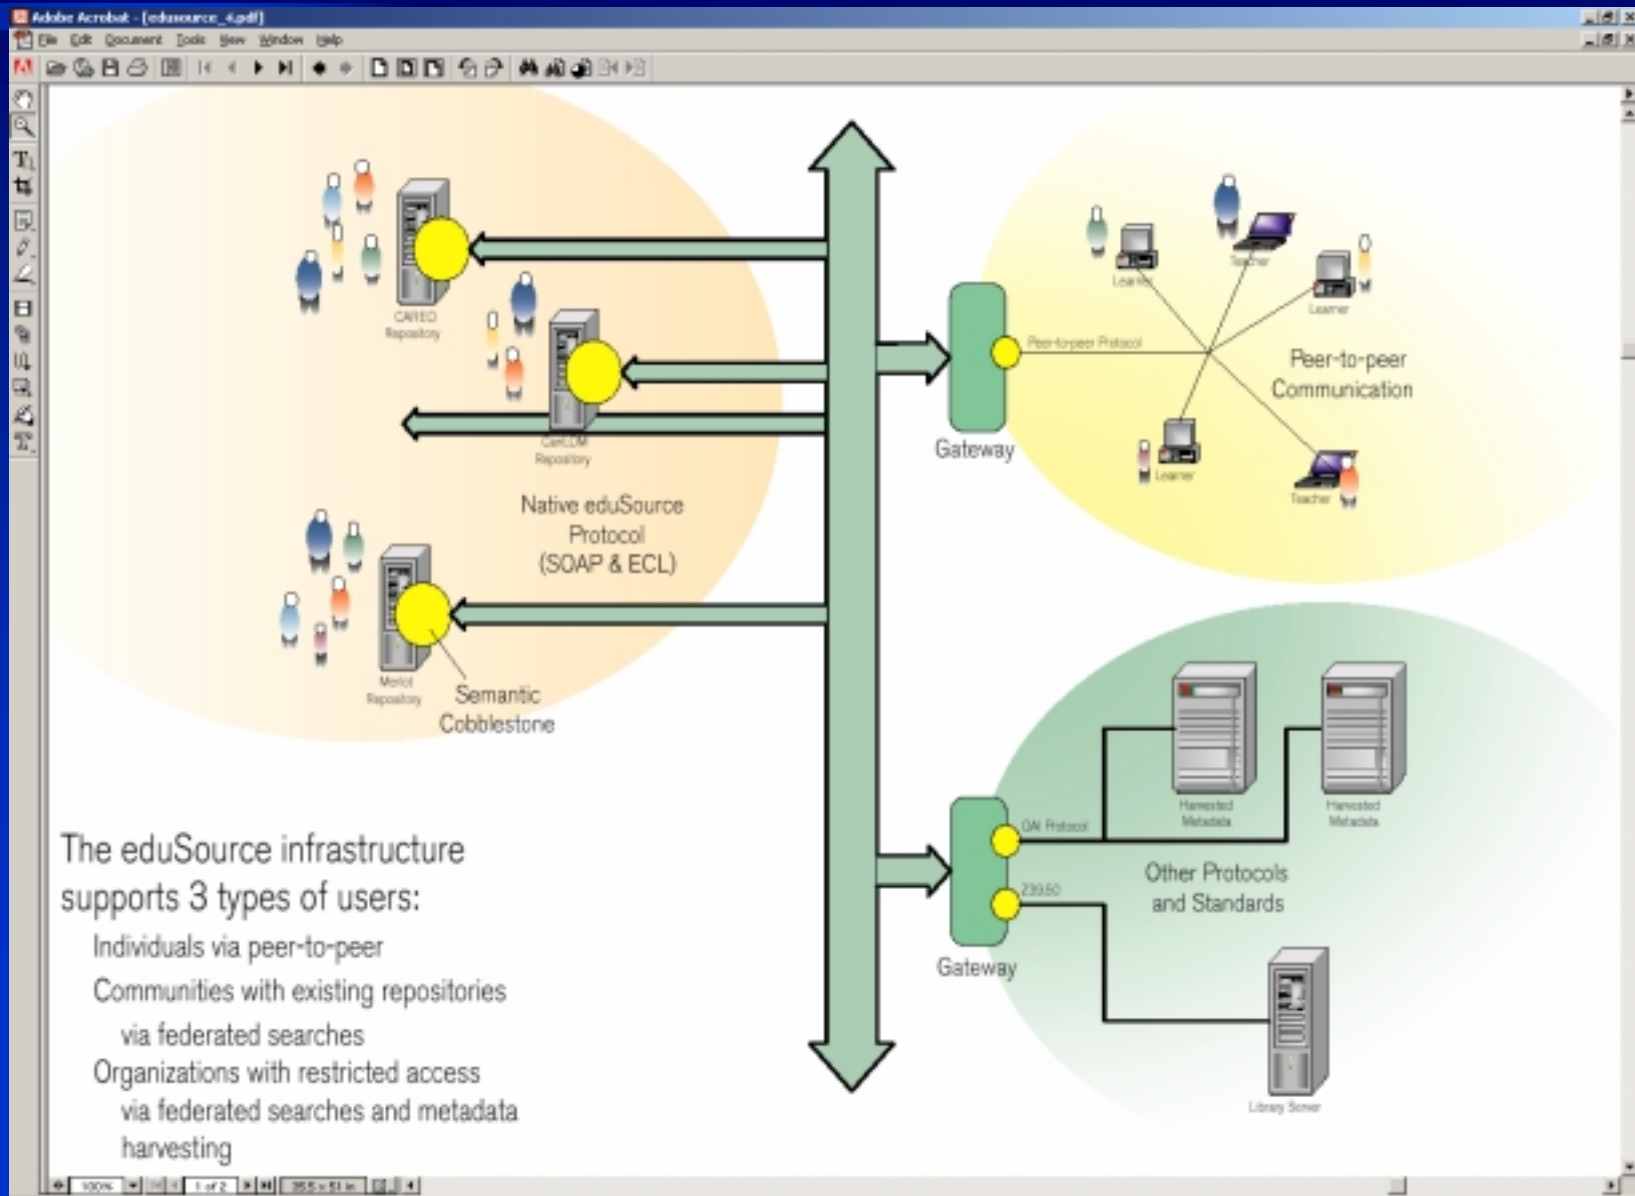 Adobe Acrobat - [edusource_4.pdf]
File Edit Document Tools View Window Help
CAREO
Repository
CanLOM
Repository
Native eduSource
Protocol
(SOAP & ECL)
Merlot
Repository
Semantic
Cobblestone
Gateway
Peer-to-peer Protocol
Learner
Teacher
Learner
Peer-to-peer
Communication
Learner
Teacher
Harvested
Metadata
Harvested
Metadata
OAI Protocol
Other Protocols
and Standards
Z39.50
Gateway
Library Server
The eduSource infrastructure
supports 3 types of users:
Individuals via peer-to-peer
Communities with existing repositories
via federated searches
Organizations with restricted access
via federated searches and metadata
harvesting
100% 1 of 2 35.5 x 51 in